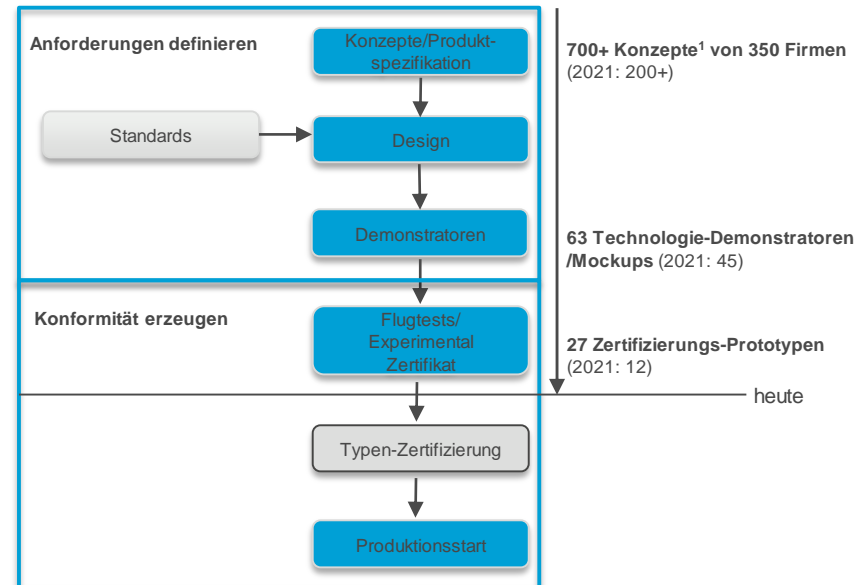 Anforderungen definieren
Konzepte/Produkt-
spezifikation
700+ Konzepte¹ von 350 Firmen
(2021: 200+)
Standards
Design
Demonstratoren
63 Technologie-Demonstratoren
/Mockups (2021: 45)
Konformität erzeugen
Flugtests/
Experimental
Zertifikat
27 Zertifizierungs-Prototypen
(2021: 12)
heute
Typen-Zertifizierung
Produktionsstart